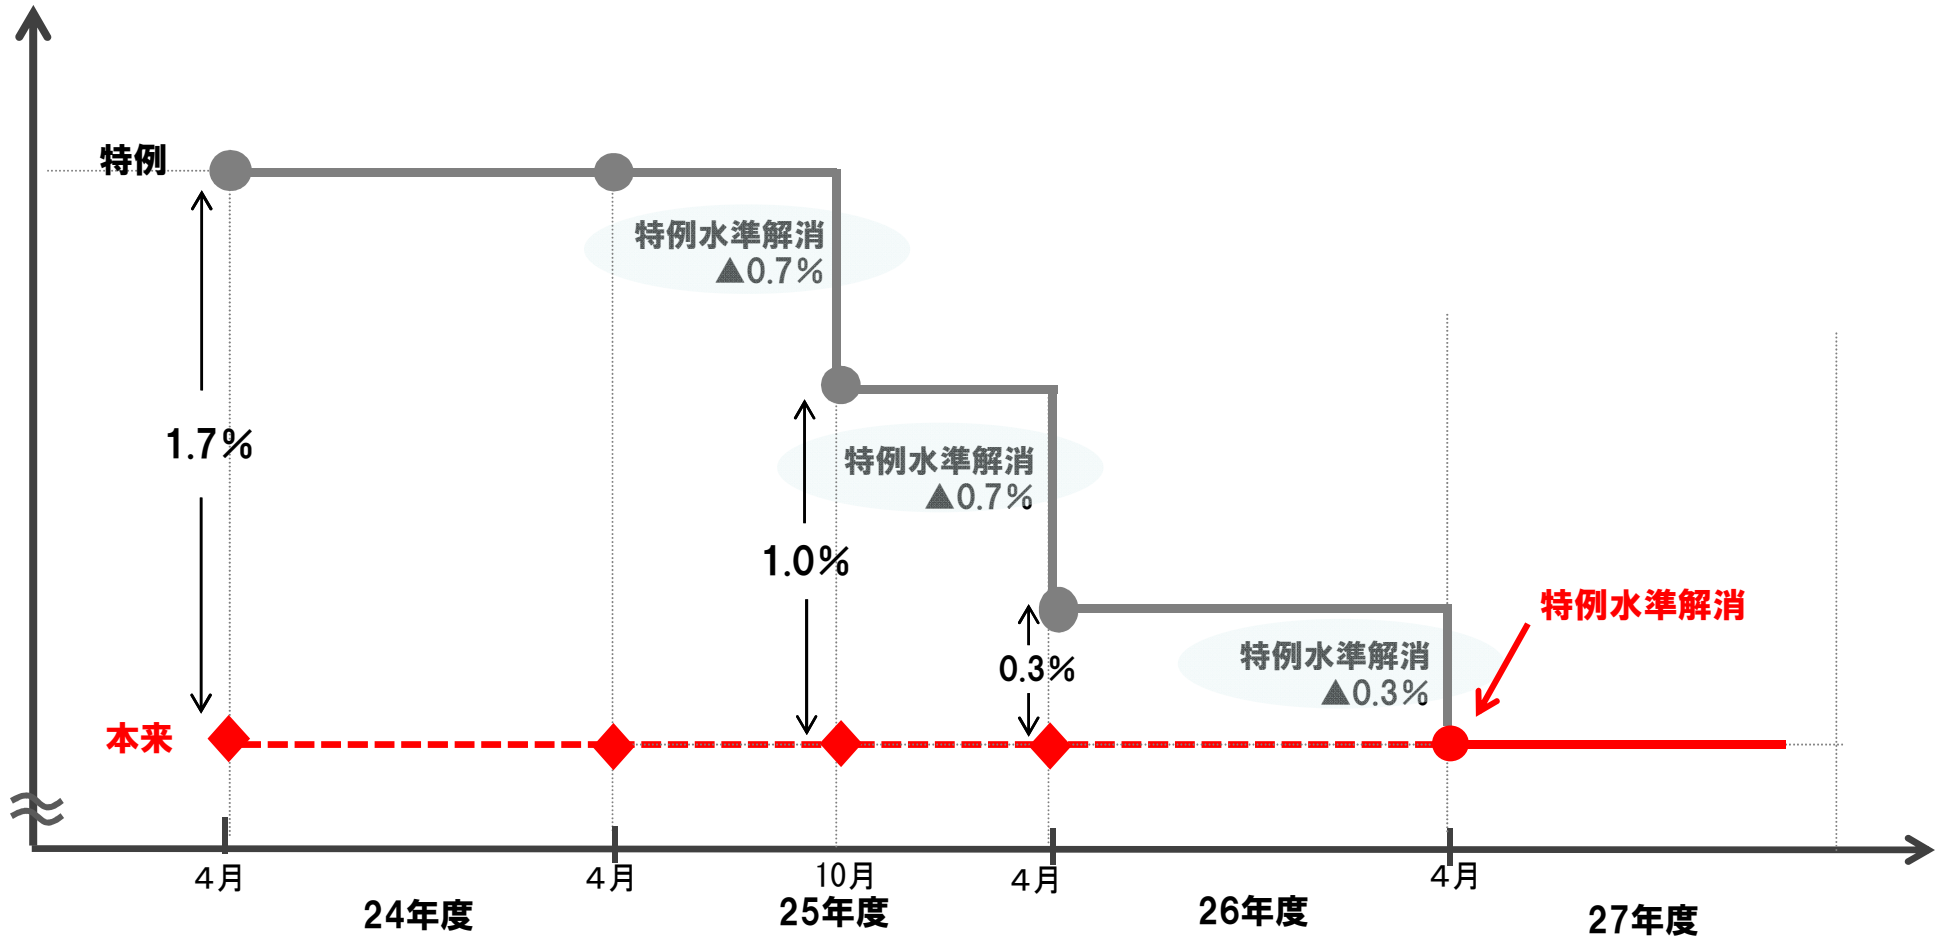 特例
特例水準解消
▲0.7%
1.7%
特例水準解消
▲0.7%
1.0%
特例水準解消
0.3%
特例水準解消
▲0.3%
本来
4月
4月
10月
4月
4月
24年度
25年度
26年度
27年度